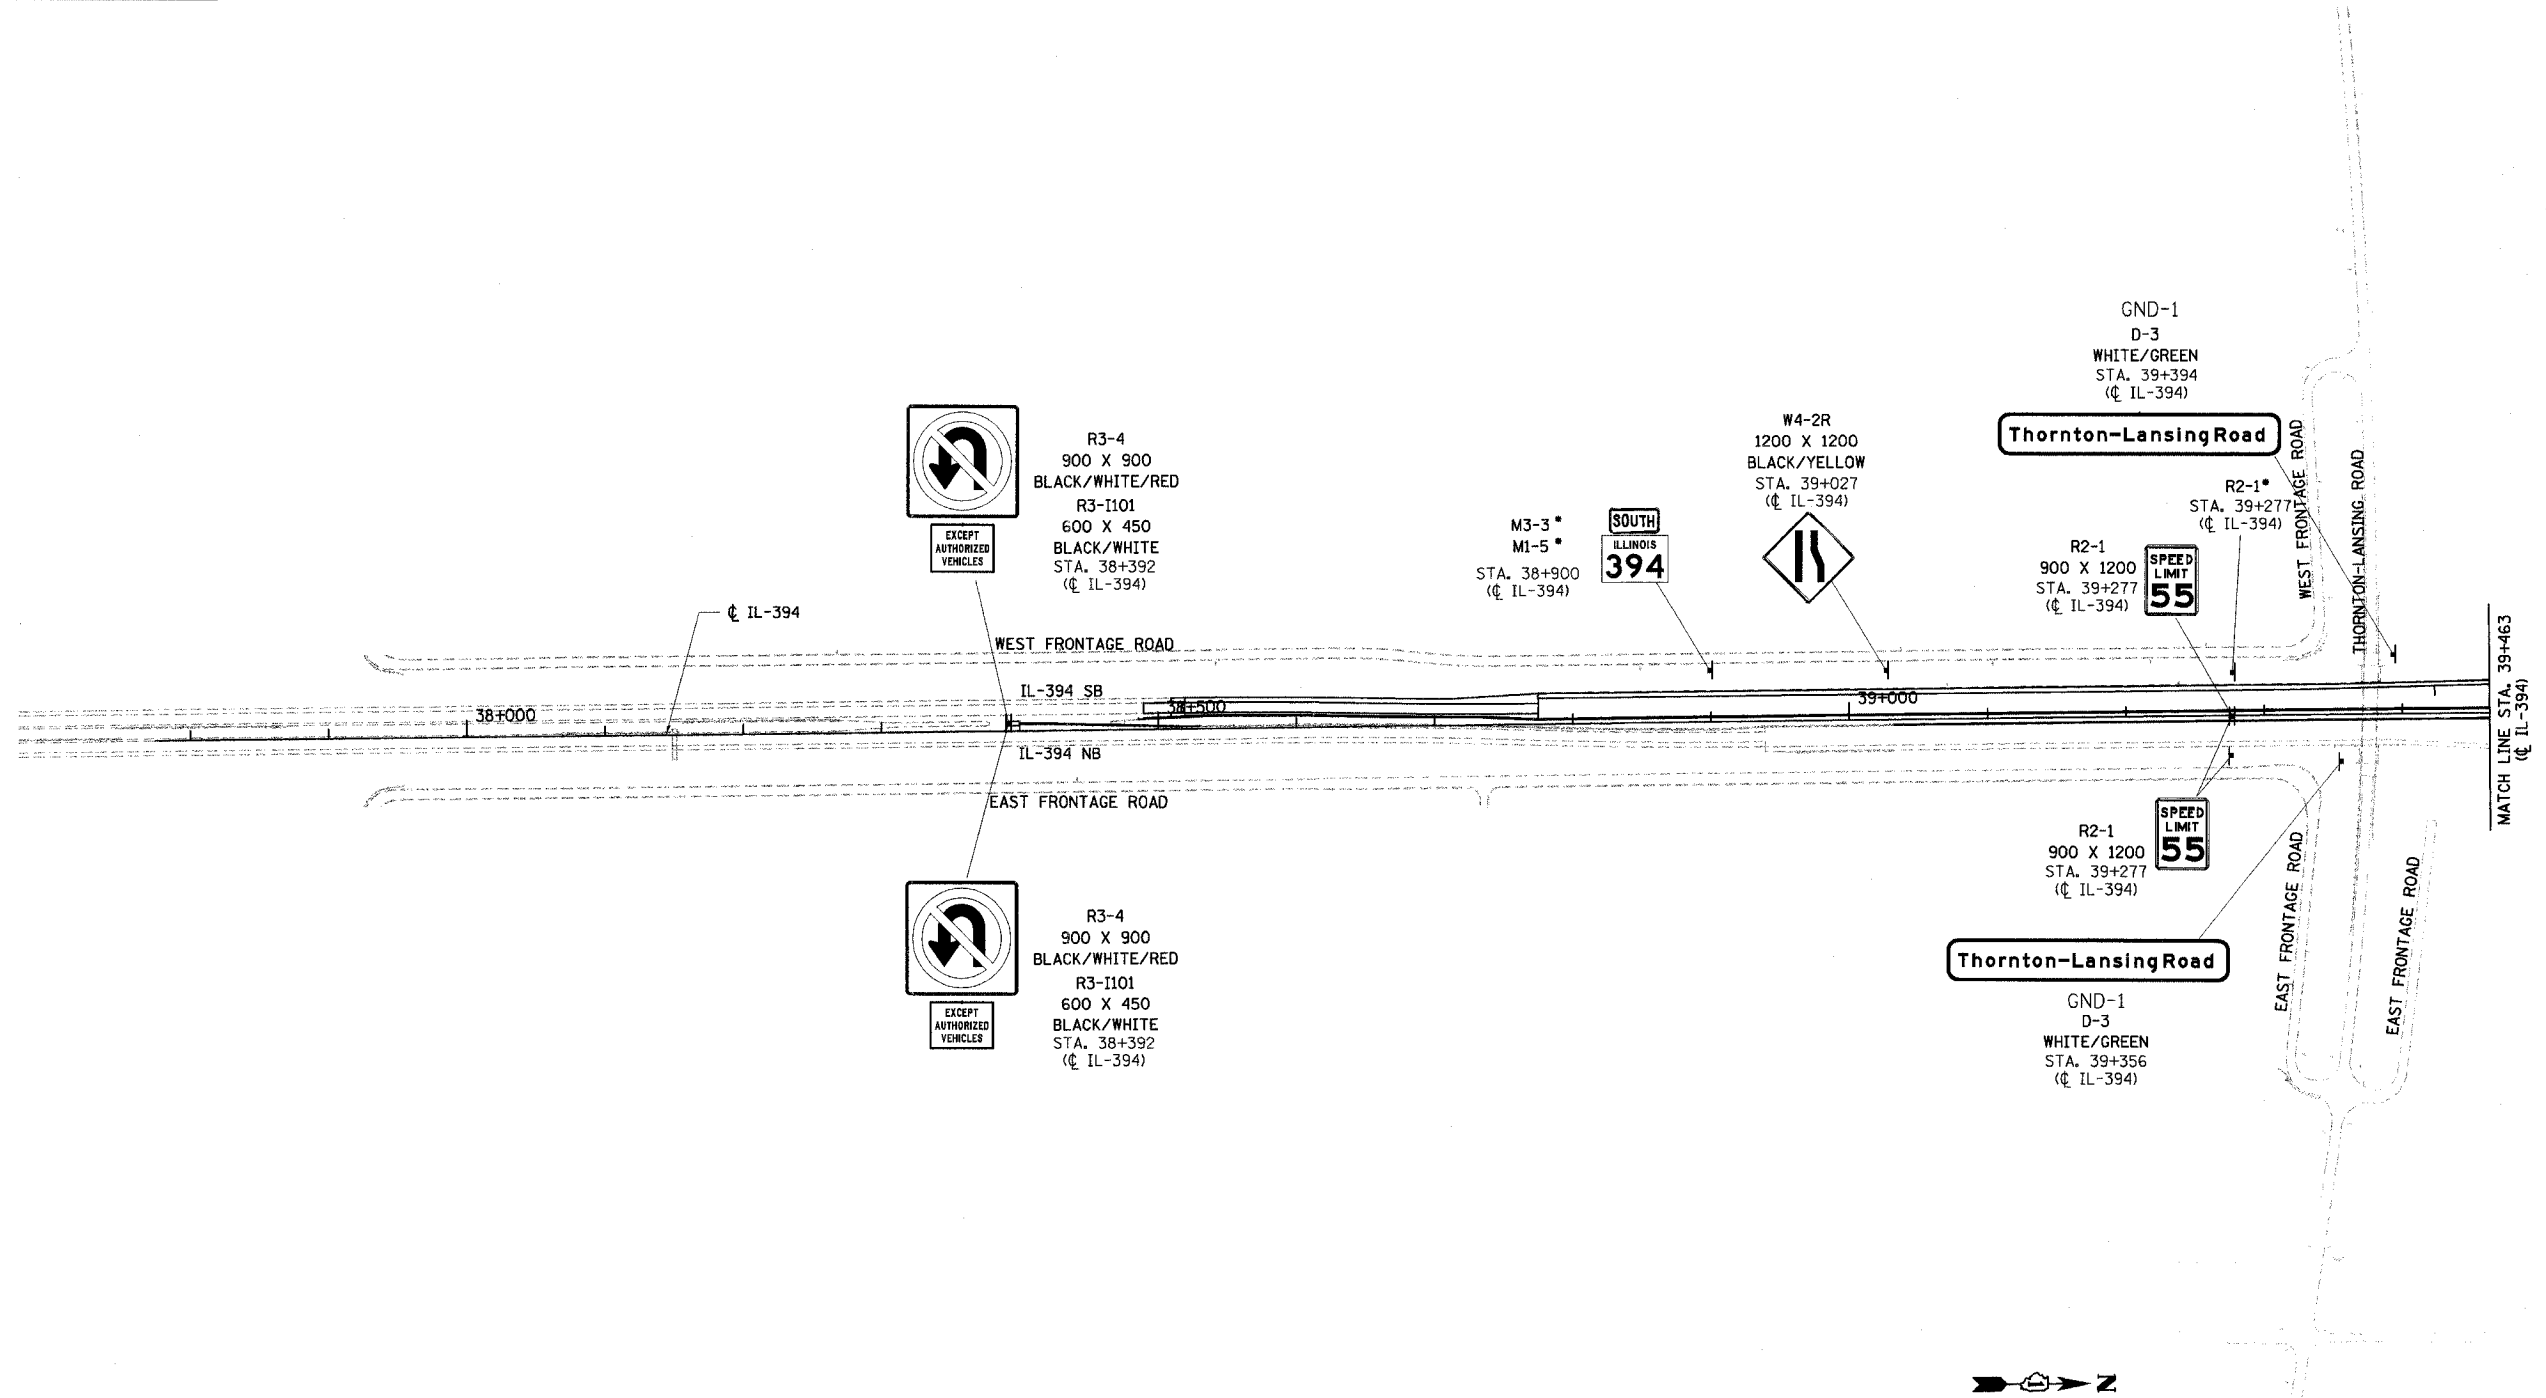 GND-1
D-3
WHITE/GREEN
STA. 39+394
(℄ IL-394)
Thornton-Lansing Road
R3-4
900 X 900
BLACK/WHITE/RED
R3-I101
600 X 450
BLACK/WHITE
STA. 38+392
(℄ IL-394)
EXCEPT
AUTHORIZED
VEHICLES
W4-2R
1200 X 1200
BLACK/YELLOW
STA. 39+027
(℄ IL-394)
M3-3 *
M1-5 *
STA. 38+900
(℄ IL-394)
SOUTH
ILLINOIS
394
R2-1*
STA. 39+277
(℄ IL-394)
R2-1
900 X 1200
STA. 39+277
(℄ IL-394)
SPEED
LIMIT
55
WEST FRONTAGE ROAD
THORNTON-LANSING ROAD
℄ IL-394
WEST FRONTAGE ROAD
IL-394 SB
38+000
38+500
39+000
IL-394 NB
EAST FRONTAGE ROAD
MATCH LINE STA. 39+463
(℄ IL-394)
SPEED
LIMIT
55
R2-1
900 X 1200
STA. 39+277
(℄ IL-394)
R3-4
900 X 900
BLACK/WHITE/RED
R3-I101
600 X 450
BLACK/WHITE
STA. 38+392
(℄ IL-394)
EXCEPT
AUTHORIZED
VEHICLES
Thornton-Lansing Road
GND-1
D-3
WHITE/GREEN
STA. 39+356
(℄ IL-394)
EAST FRONTAGE ROAD
EAST FRONTAGE ROAD
N